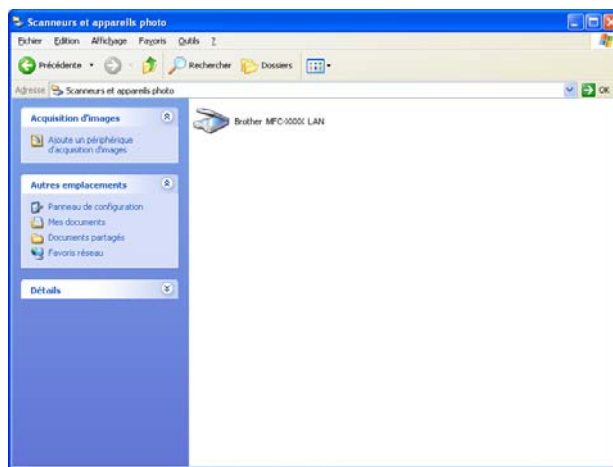 Scanneurs et appareils photo
Fichier Edition Affichage Favoris Outils ?
Précédente Rechercher Dossiers
Adresse Scanneurs et appareils photo OK
Acquisition d'images
Ajoute un périphérique
d'acquisition d'images
Autres emplacements
Panneau de configuration
Mes documents
Documents partagés
Favoris réseau
Détails
Brother MFC-XXXX LAN